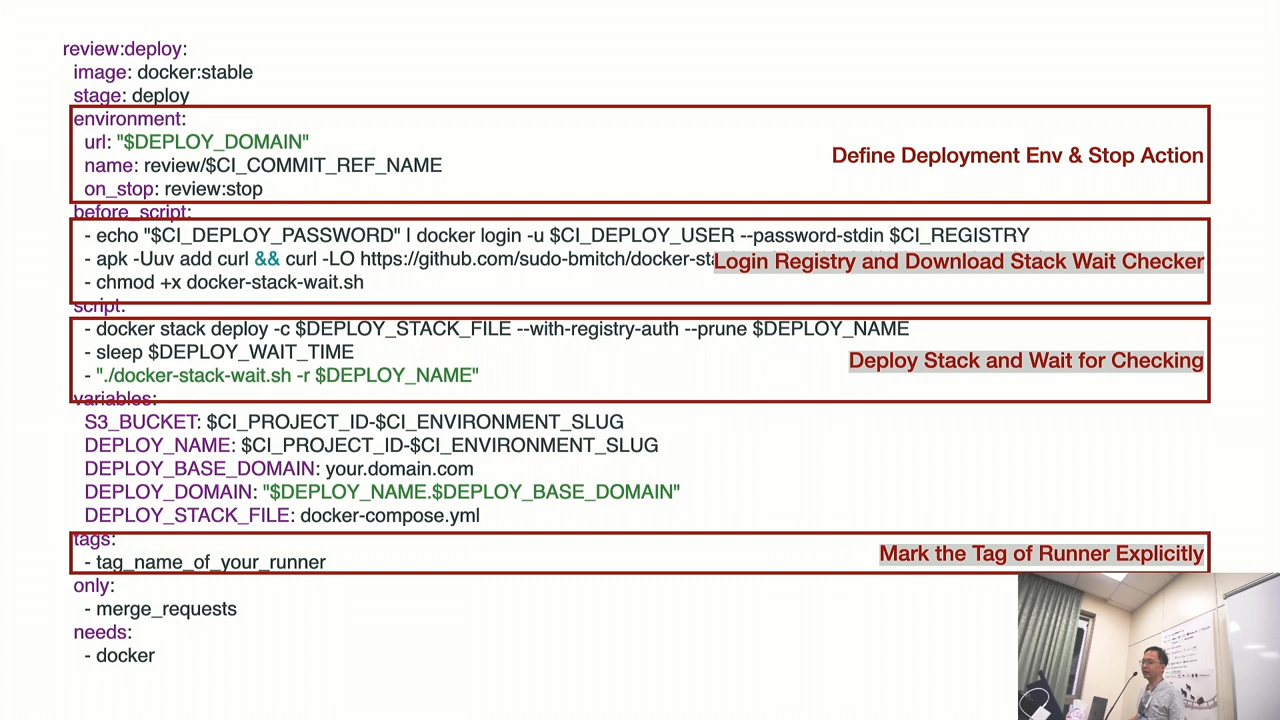 review:deploy:
image: docker:stable
stage: deploy
environment:
url: "$DEPLOY_DOMAIN"
name: review/$CI_COMMIT_REF_NAME
on_stop: review:stop
Define Deployment Env & Stop Action
before_script:
- echo "$CI_DEPLOY_PASSWORD" | docker login -u $CI_DEPLOY_USER --password-stdin $CI_REGISTRY
- apk -Uuv add curl && curl -LO https://github.com/sudo-bmitch/docker-sta
Login Registry and Download Stack Wait Checker
- chmod +x docker-stack-wait.sh
script:
- docker stack deploy -c $DEPLOY_STACK_FILE --with-registry-auth --prune $DEPLOY_NAME
- sleep $DEPLOY_WAIT_TIME
- "./docker-stack-wait.sh -r $DEPLOY_NAME"
Deploy Stack and Wait for Checking
variables:
S3_BUCKET: $CI_PROJECT_ID-$CI_ENVIRONMENT_SLUG
DEPLOY_NAME: $CI_PROJECT_ID-$CI_ENVIRONMENT_SLUG
DEPLOY_BASE_DOMAIN: your.domain.com
DEPLOY_DOMAIN: "$DEPLOY_NAME.$DEPLOY_BASE_DOMAIN"
DEPLOY_STACK_FILE: docker-compose.yml
tags:
- tag_name_of_your_runner
Mark the Tag of Runner Explicitly
only:
- merge_requests
needs:
- docker